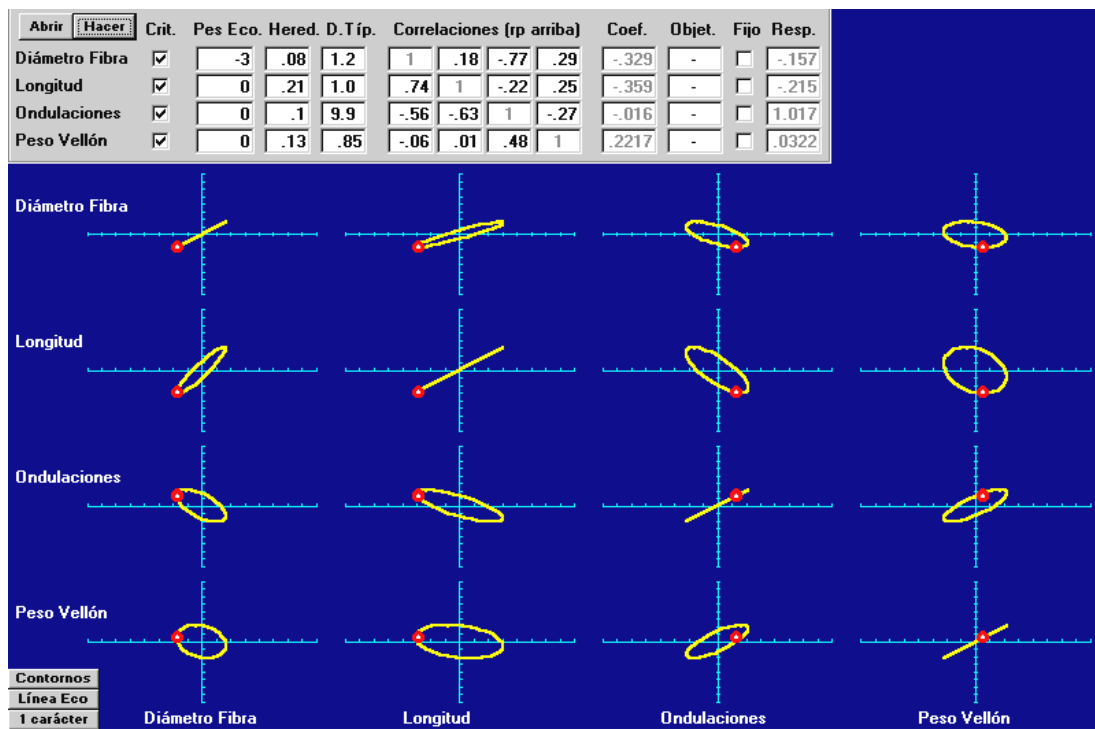 Abrir Hacer Crit. Pes Eco. Hered. D.Típ. Correlaciones (rp arriba) Coef. Objet. Fijo Resp.
Diámetro Fibra -3 .08 1.2 1 .18 -.77 .29 -.329 - -.157
Longitud 0 .21 1.0 .74 1 -.22 .25 -.359 - -.215
Ondulaciones 0 .1 9.9 -.56 -.63 1 -.27 -.016 - 1.017
Peso Vellón 0 .13 .85 -.06 .01 .48 1 .2217 - .0322
Diámetro Fibra
Longitud
Ondulaciones
Peso Vellón
Contornos
Línea Eco
1 carácter
Diámetro Fibra Longitud Ondulaciones Peso Vellón